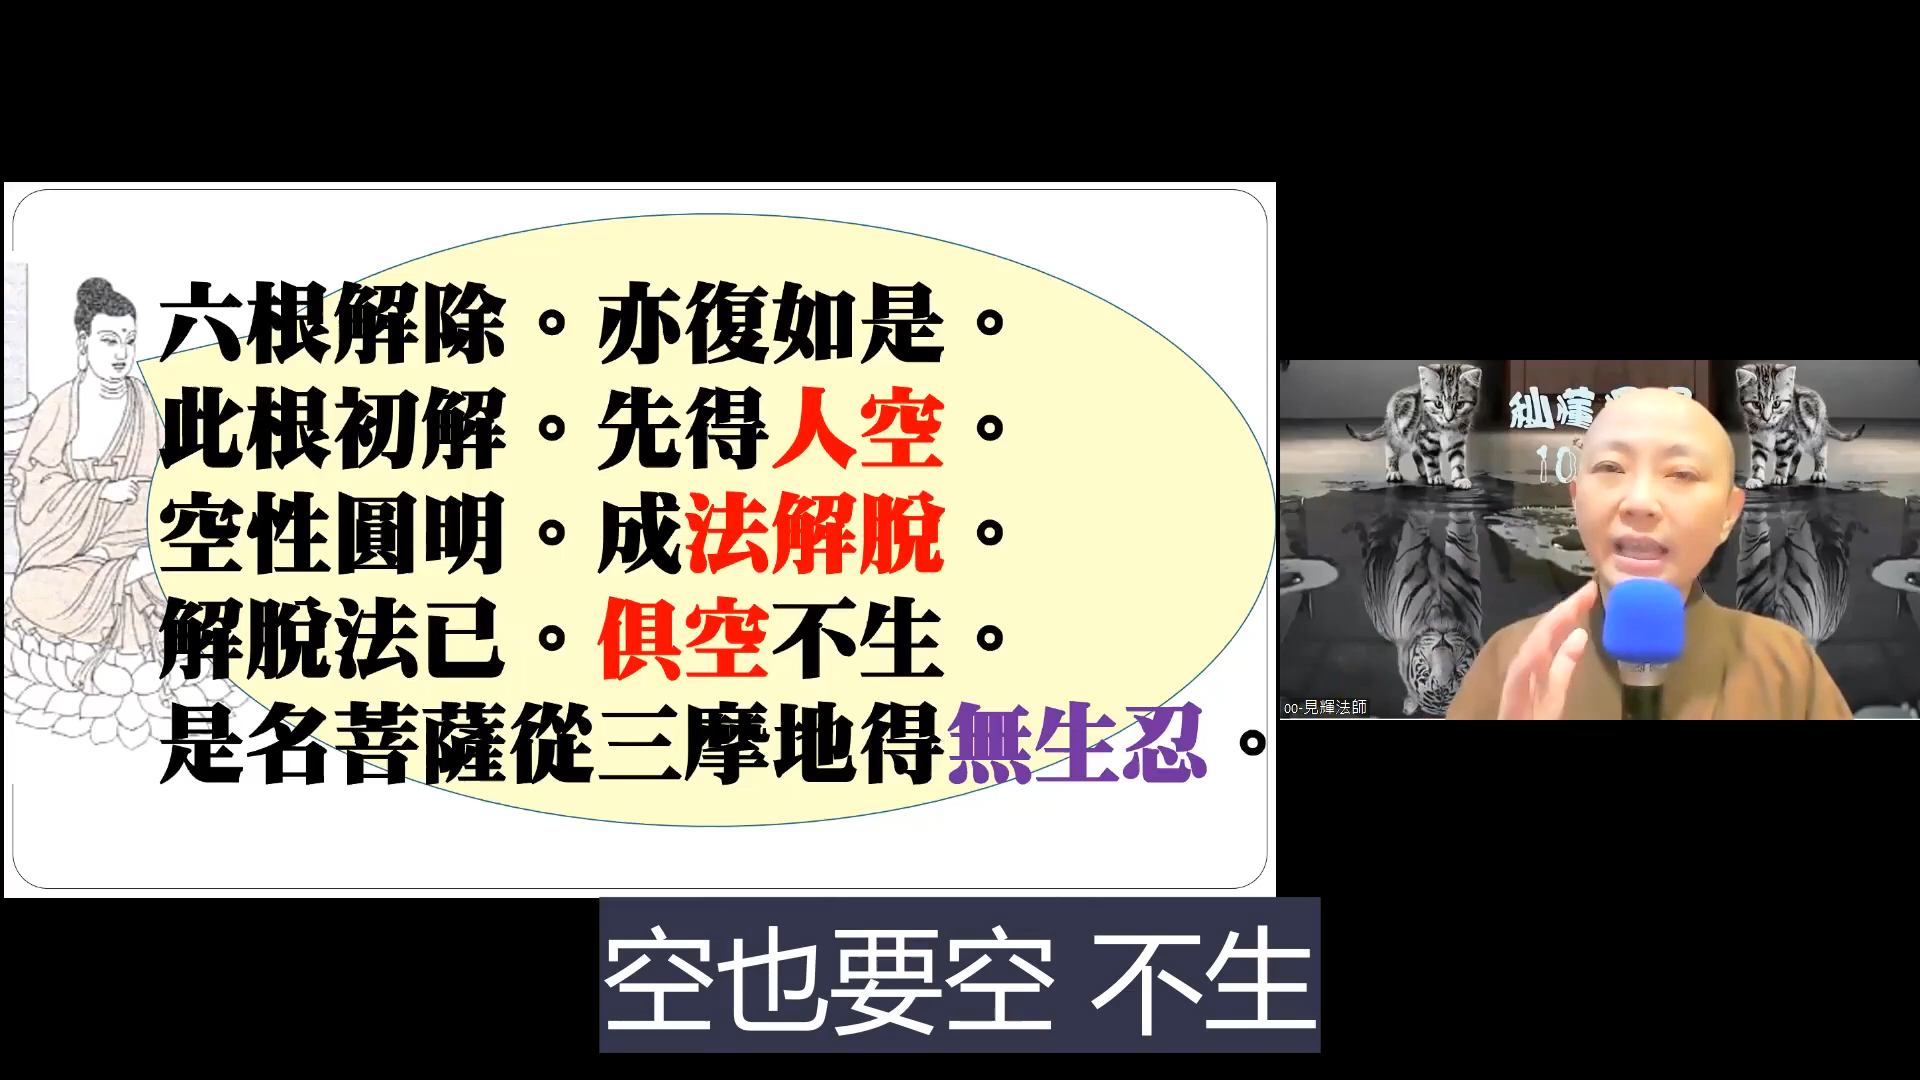 六根解除。亦復如是。
此根初解。先得人空。
空性圓明。成法解脫。
解脫法已。俱空不生。
是名菩薩從三摩地得無生忍。
oo-見輝法師
空也要空 不生